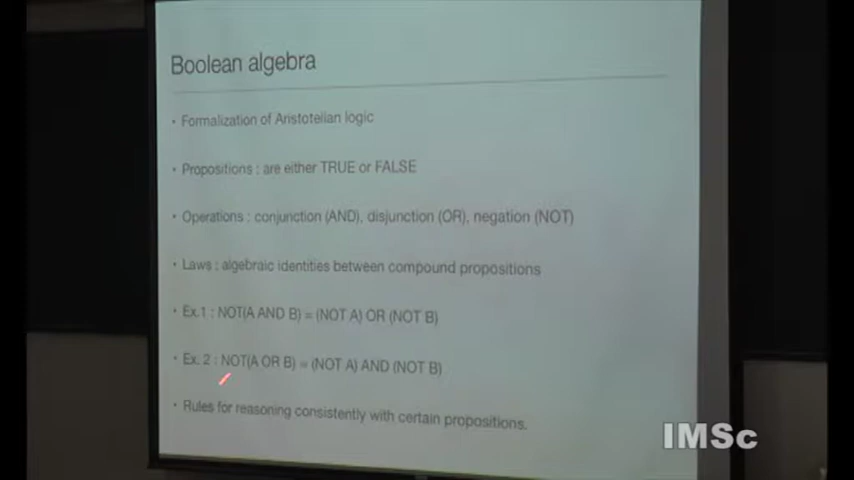 Boolean algebra
• Formalization of Aristotelian logic
• Propositions : are either TRUE or FALSE
• Operations : conjunction (AND), disjunction (OR), negation (NOT)
• Laws : algebraic identities between compound propositions
• Ex.1 : NOT(A AND B) = (NOT A) OR (NOT B)
• Ex. 2 : NOT(A OR B) = (NOT A) AND (NOT B)
• Rules for reasoning consistently with certain propositions.
IMSc